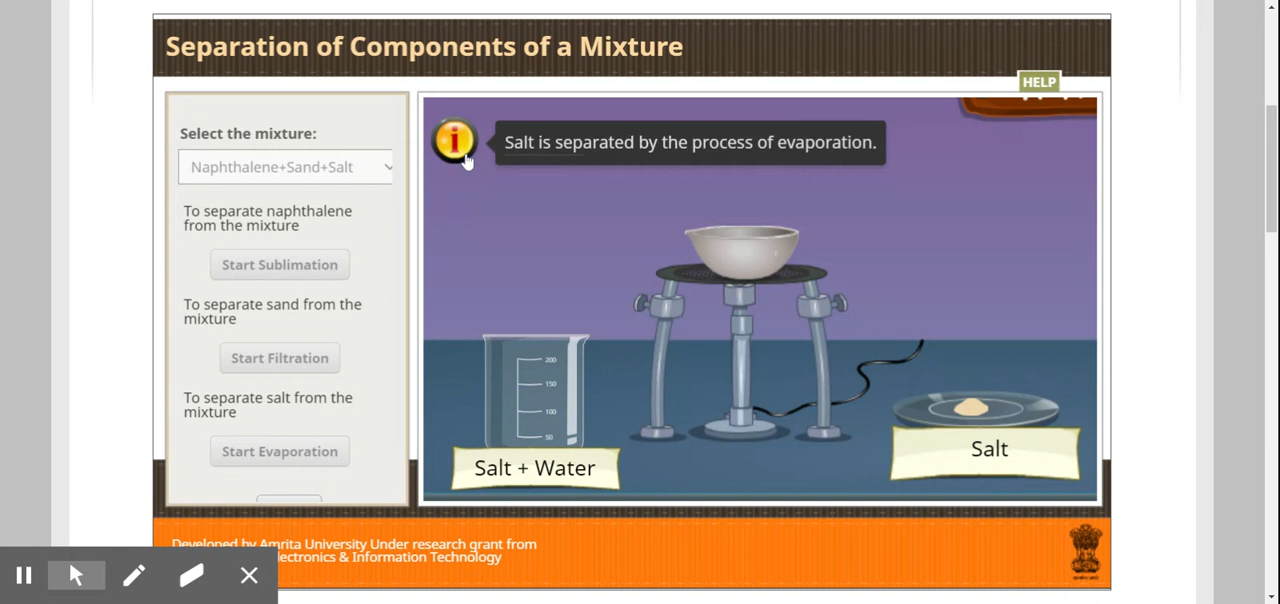 Separation of Components of a Mixture
HELP
Select the mixture:
Naphthalene+Sand+Salt
To separate naphthalene
from the mixture
Start Sublimation
To separate sand from the
mixture
Start Filtration
To separate salt from the
mixture
Start Evaporation
i
Salt is separated by the process of evaporation.
200
150
100
50
Salt + Water
Salt
Developed by Amrita University Under research grant from
lectronics & Information Technology